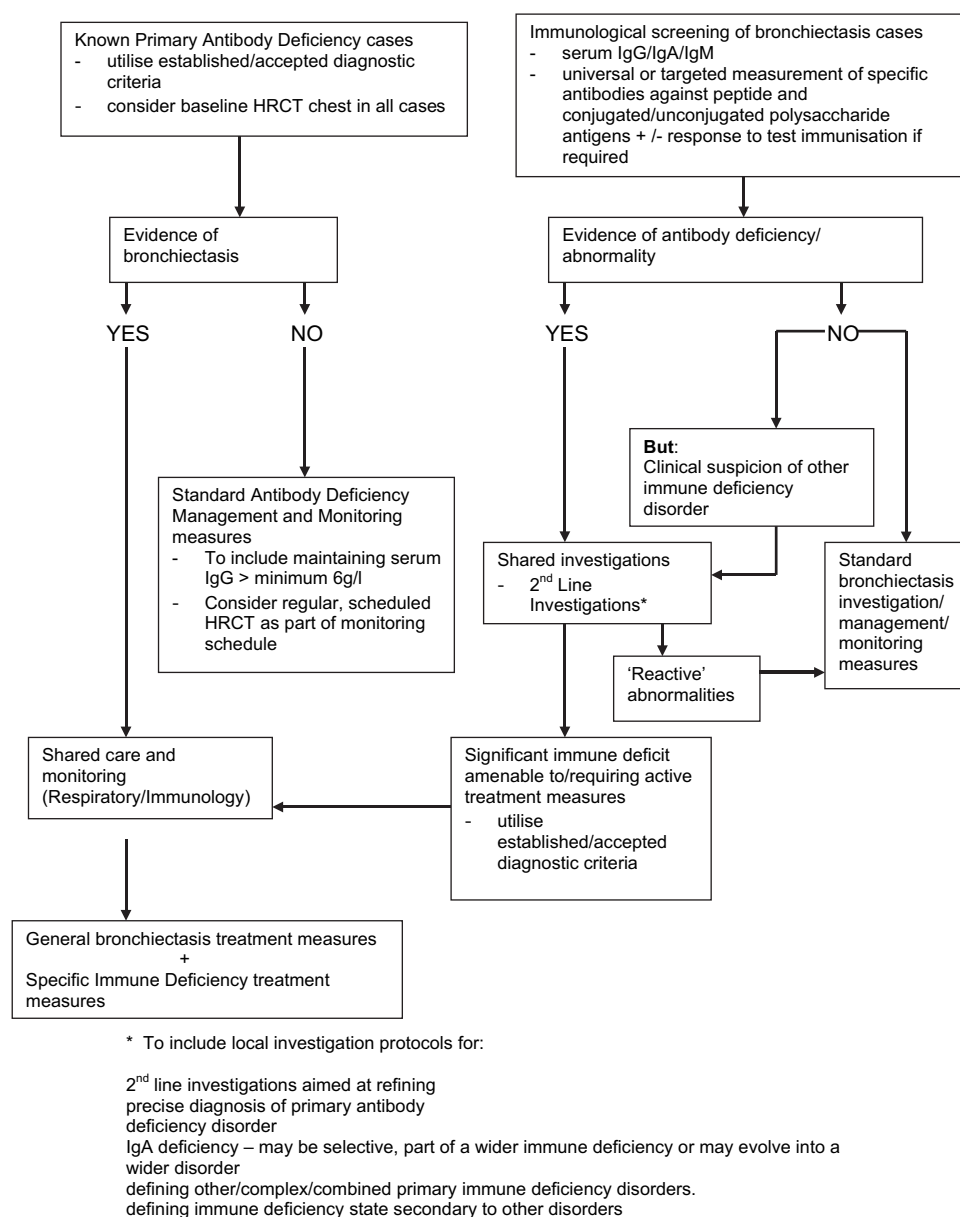 Known Primary Antibody Deficiency cases
- utilise established/accepted diagnostic
criteria
- consider baseline HRCT chest in all cases
Immunological screening of bronchiectasis cases
- serum IgG/IgA/IgM
- universal or targeted measurement of specific
antibodies against peptide and
conjugated/unconjugated polysaccharide
antigens + /- response to test immunisation if
required
Evidence of
bronchiectasis
Evidence of antibody deficiency/
abnormality
YES
NO
YES
NO
But:
Clinical suspicion of other
immune deficiency
disorder
Standard Antibody Deficiency
Management and Monitoring
measures
- To include maintaining serum
IgG > minimum 6g/l
- Consider regular, scheduled
HRCT as part of monitoring
schedule
Shared investigations
- 2nd Line
Investigations*
Standard
bronchiectasis
investigation/
management/
monitoring
measures
'Reactive'
abnormalities
Shared care and
monitoring
(Respiratory/Immunology)
Significant immune deficit
amenable to/requiring active
treatment measures
- utilise
established/accepted
diagnostic criteria
General bronchiectasis treatment measures
+
Specific Immune Deficiency treatment
measures
* To include local investigation protocols for:
2nd line investigations aimed at refining
precise diagnosis of primary antibody
deficiency disorder
IgA deficiency – may be selective, part of a wider immune deficiency or may evolve into a
wider disorder
defining other/complex/combined primary immune deficiency disorders.
defining immune deficiency state secondary to other disorders